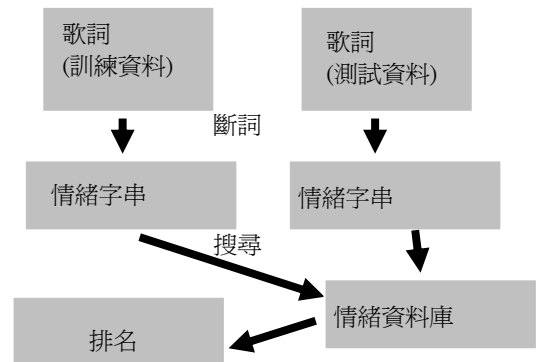 歌詞
(訓練資料)
歌詞
(測試資料)
斷詞
情緒字串
情緒字串
搜尋
情緒資料庫
排名